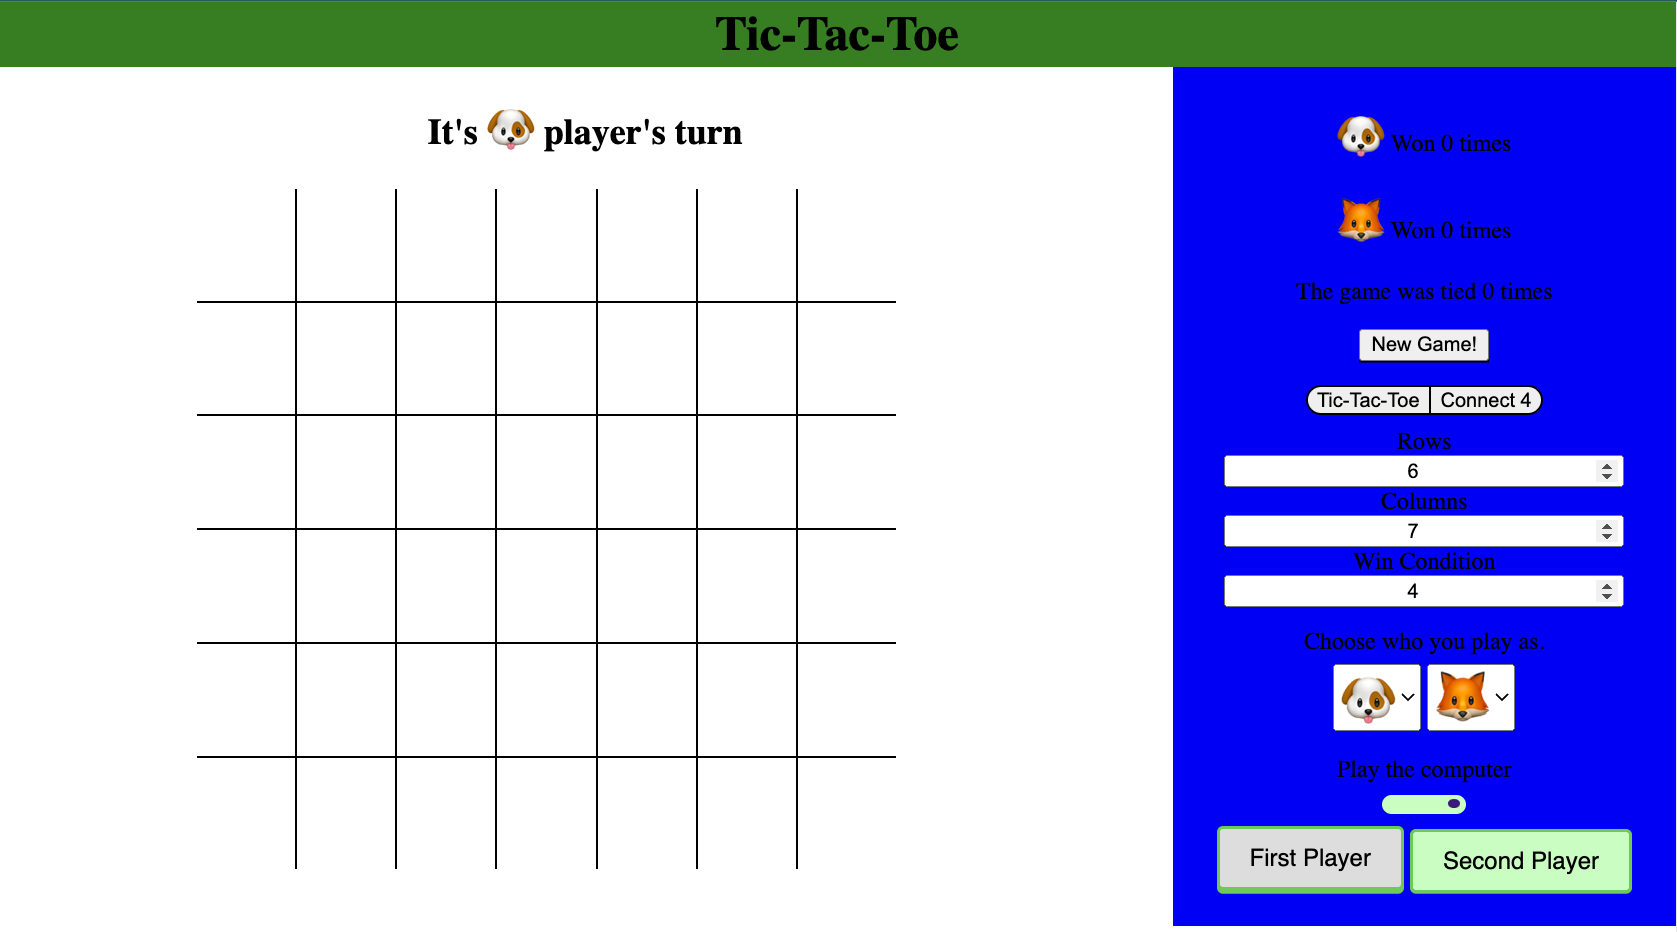 Tic-Tac-Toe
It's 🐶 player's turn
🐶 Won 0 times
🦊 Won 0 times
The game was tied 0 times
New Game!
Tic-Tac-Toe Connect 4
Rows
6
Columns
7
Win Condition
4
Choose who you play as.
🐶 🦊
Play the computer
First Player Second Player